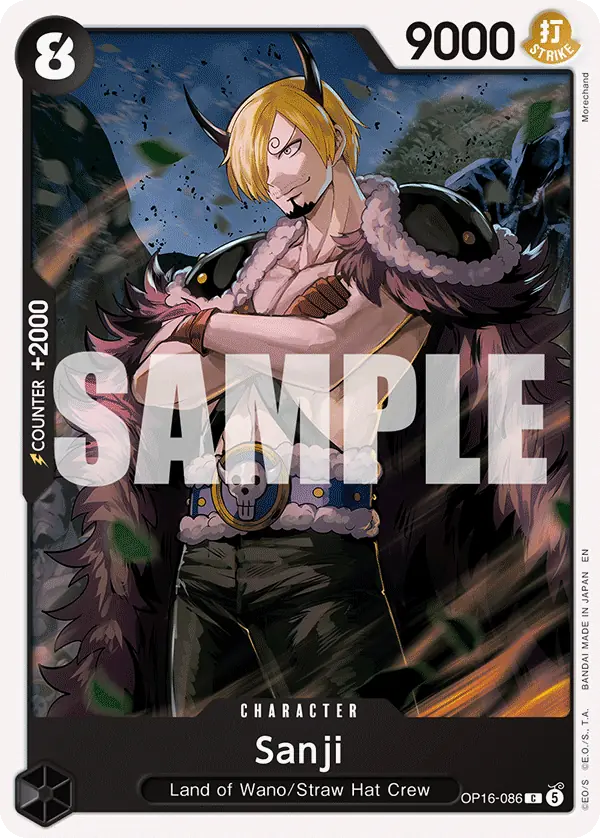 8
9000
打
STRIKE
Morechand
COUNTER +2000
SAMPLE
CHARACTER
Sanji
Land of Wano/Straw Hat Crew
OP16-086 C 5
©EO/S ©E.O./S., T.A. BANDAI MADE IN JAPAN EN